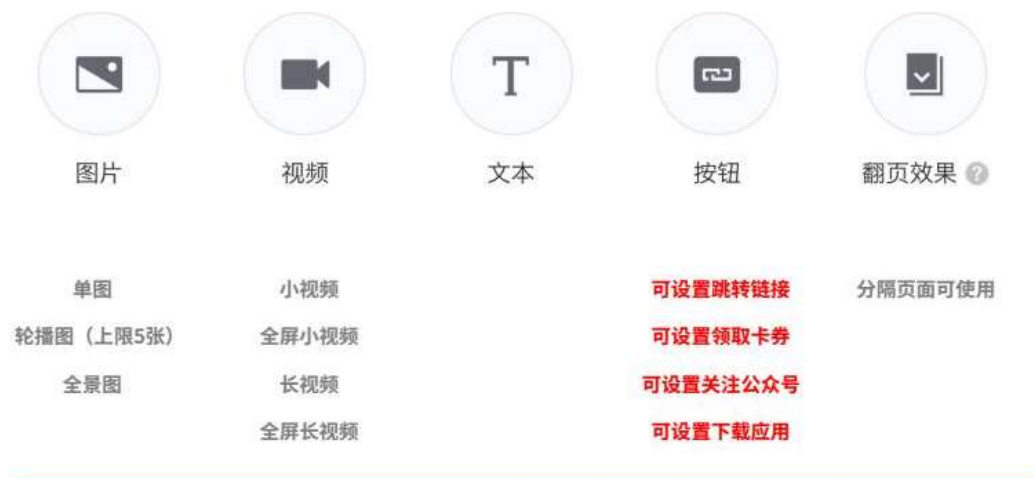 图片
视频
文本
按钮
翻页效果
单图
小视频
可设置跳转链接
分隔页面可使用
轮播图（上限5张）
全屏小视频
可设置领取卡券
全景图
长视频
可设置关注公众号
全屏长视频
可设置下载应用